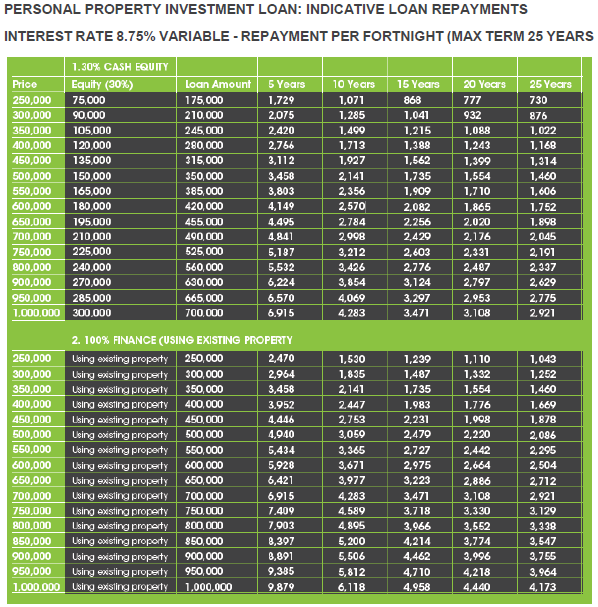 PERSONAL PROPERTY INVESTMENT LOAN: INDICATIVE LOAN REPAYMENTS
INTEREST RATE 8.75% VARIABLE - REPAYMENT PER FORTNIGHT (MAX TERM 25 YEARS
1.30% CASH EQUITY
Price Equity (30%) Loan Amount 5 Years 10 Years 15 Years 20 Years 25 Years
250,000 75,000 175,000 1,729 1,071 868 777 730
300,000 90,000 210,000 2,075 1,285 1,041 932 876
350,000 105,000 245,000 2,420 1,499 1,215 1,088 1,022
400,000 120,000 280,000 2,766 1,713 1,388 1,243 1,168
450,000 135,000 315,000 3,112 1,927 1,562 1,399 1,314
500,000 150,000 350,000 3,458 2,141 1,735 1,554 1,460
550,000 165,000 385,000 3,803 2,356 1,909 1,710 1,606
600,000 180,000 420,000 4,149 2,570 2,082 1,865 1,752
650,000 195,000 455,000 4,495 2,784 2,256 2,020 1,898
700,000 210,000 490,000 4,841 2,998 2,429 2,176 2,045
750,000 225,000 525,000 5,187 3,212 2,603 2,331 2,191
800,000 240,000 560,000 5,532 3,426 2,776 2,487 2,337
900,000 270,000 630,000 6,224 3,854 3,124 2,797 2,629
950,000 285,000 665,000 6,570 4,069 3,297 2,953 2,775
1,000,000 300,000 700,000 6,915 4,283 3,471 3,108 2,921
2. 100% FINANCE (USING EXISTING PROPERTY
250,000 Using existing property 250,000 2,470 1,530 1,239 1,110 1,043
300,000 Using existing property 300,000 2,964 1,835 1,487 1,332 1,252
350,000 Using existing property 350,000 3,458 2,141 1,735 1,554 1,460
400,000 Using existing property 400,000 3,952 2,447 1,983 1,776 1,669
450,000 Using existing property 450,000 4,446 2,753 2,231 1,998 1,878
500,000 Using existing property 500,000 4,940 3,059 2,479 2,220 2,086
550,000 Using existing property 550,000 5,434 3,365 2,727 2,442 2,295
600,000 Using existing property 600,000 5,928 3,671 2,975 2,664 2,504
650,000 Using existing property 650,000 6,421 3,977 3,223 2,886 2,712
700,000 Using existing property 700,000 6,915 4,283 3,471 3,108 2,921
750,000 Using existing property 750,000 7,409 4,589 3,718 3,330 3,129
800,000 Using existing property 800,000 7,903 4,895 3,966 3,552 3,338
850,000 Using existing property 850,000 8,397 5,200 4,214 3,774 3,547
900,000 Using existing property 900,000 8,891 5,506 4,462 3,996 3,755
950,000 Using existing property 950,000 9,385 5,812 4,710 4,218 3,964
1,000,000 Using existing property 1,000,000 9,879 6,118 4,958 4,440 4,173